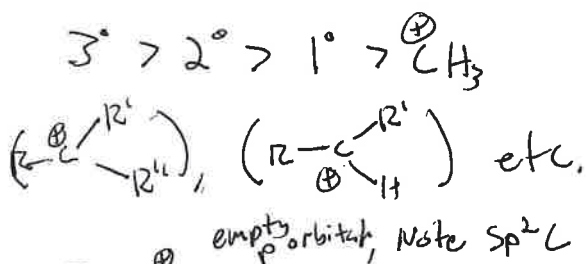 3° > 2° > 1° > ⊕CH₃
(R–C⊕ R' R''), (R–C⊕ R' H) etc.
empty p orbital, Note sp² C
⊕